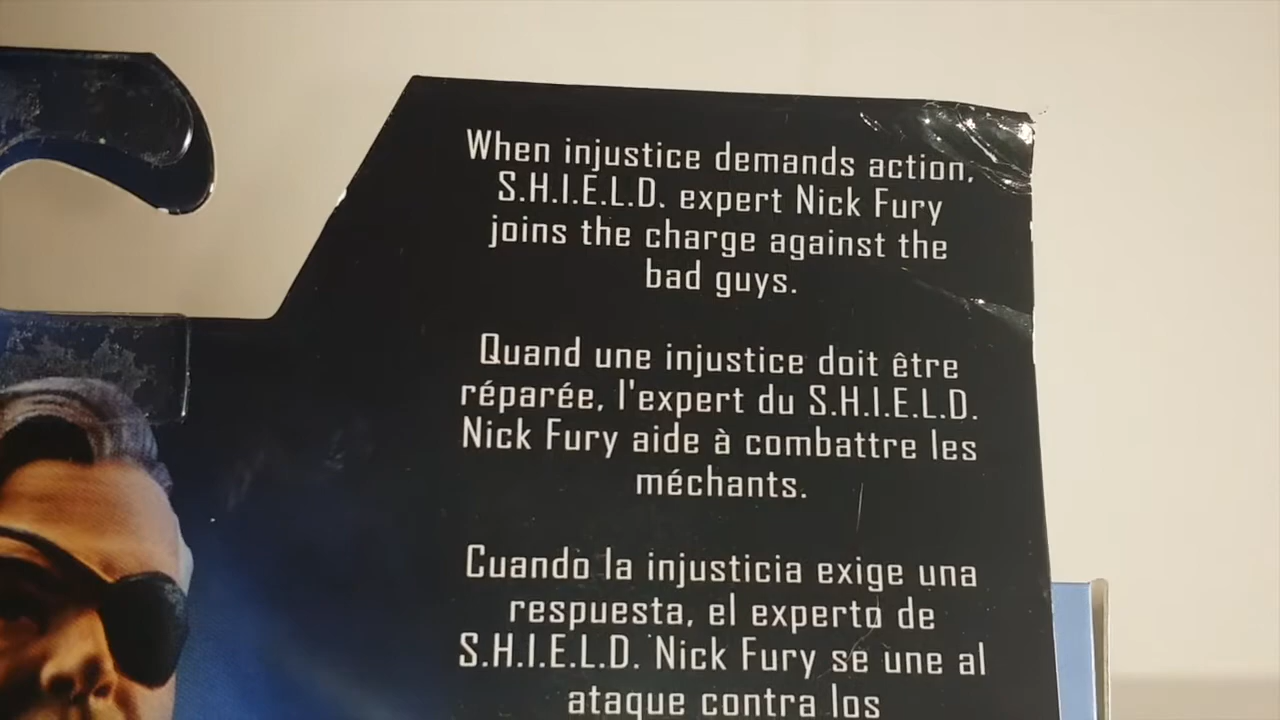 When injustice demands action,
S.H.I.E.L.D. expert Nick Fury
joins the charge against the
bad guys.
Quand une injustice doit être
réparée, l'expert du S.H.I.E.L.D.
Nick Fury aide à combattre les
méchants.
Cuando la injusticia exige una
respuesta, el experto de
S.H.I.E.L.D. Nick Fury se une al
ataque contra los